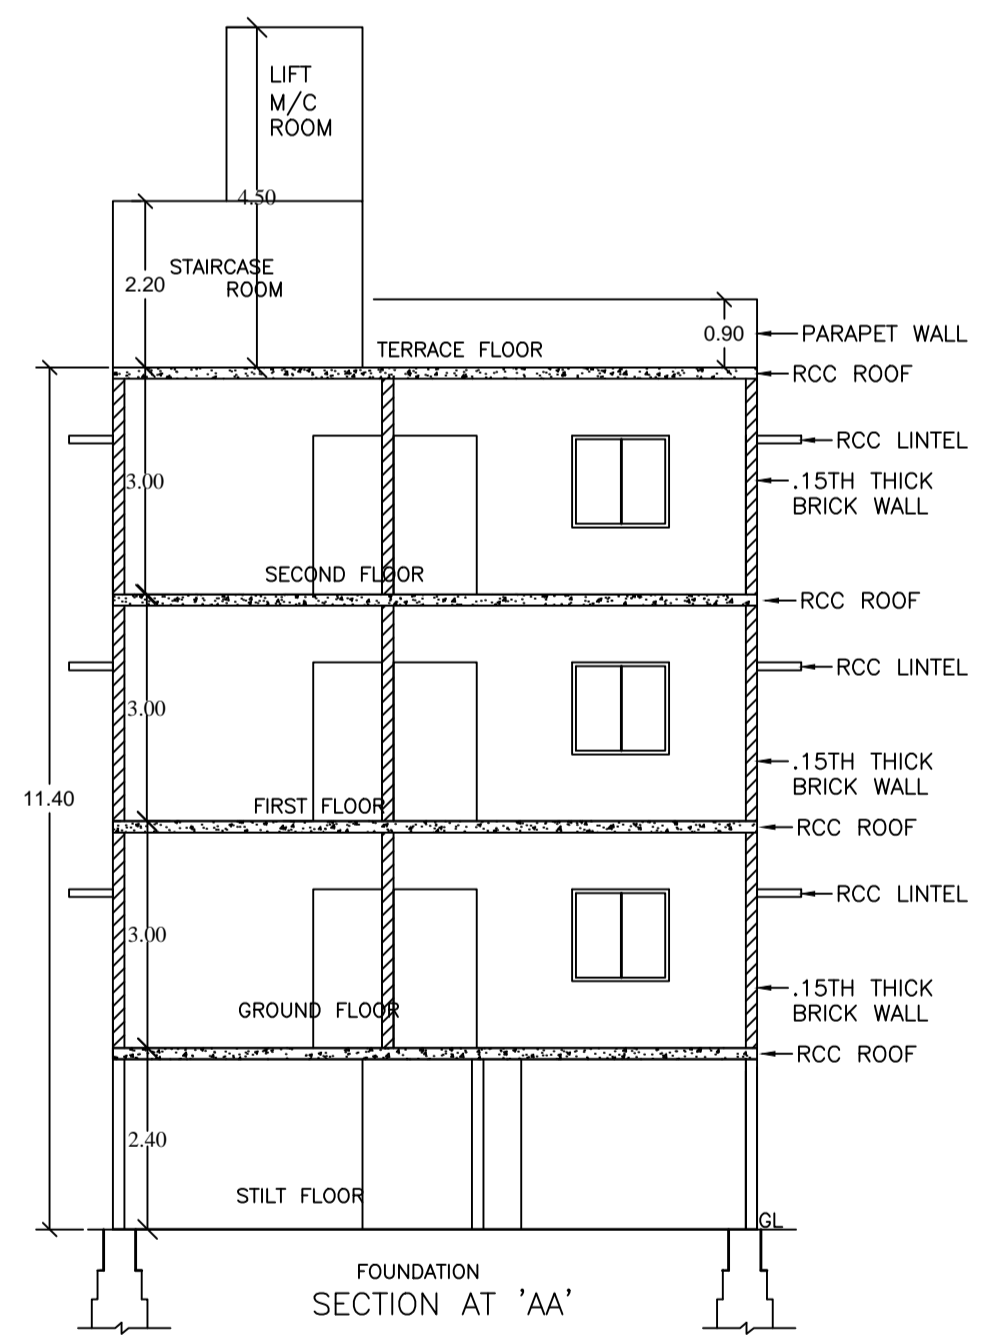 LIFT
M/C
ROOM
4.50
STAIRCASE
ROOM
2.20
0.90
PARAPET WALL
TERRACE FLOOR
RCC ROOF
RCC LINTEL
3.00
.15TH THICK
BRICK WALL
SECOND FLOOR
RCC ROOF
RCC LINTEL
3.00
.15TH THICK
BRICK WALL
11.40
FIRST FLOOR
RCC ROOF
RCC LINTEL
3.00
.15TH THICK
BRICK WALL
GROUND FLOOR
RCC ROOF
2.40
STILT FLOOR
GL
FOUNDATION
SECTION AT 'AA'